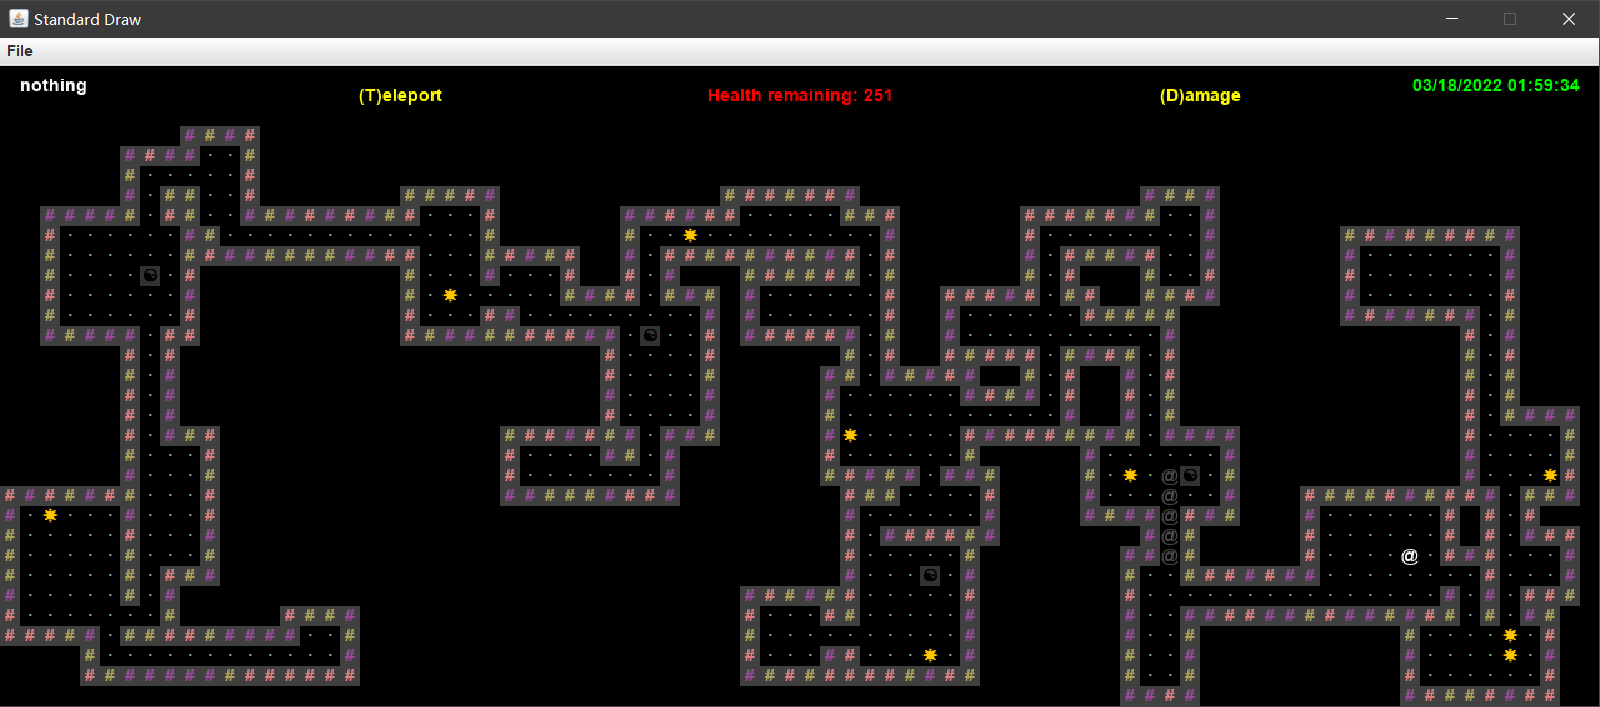 Standard Draw
File
nothing
(T)eleport
Health remaining: 251
(D)amage
03/18/2022 01:59:34